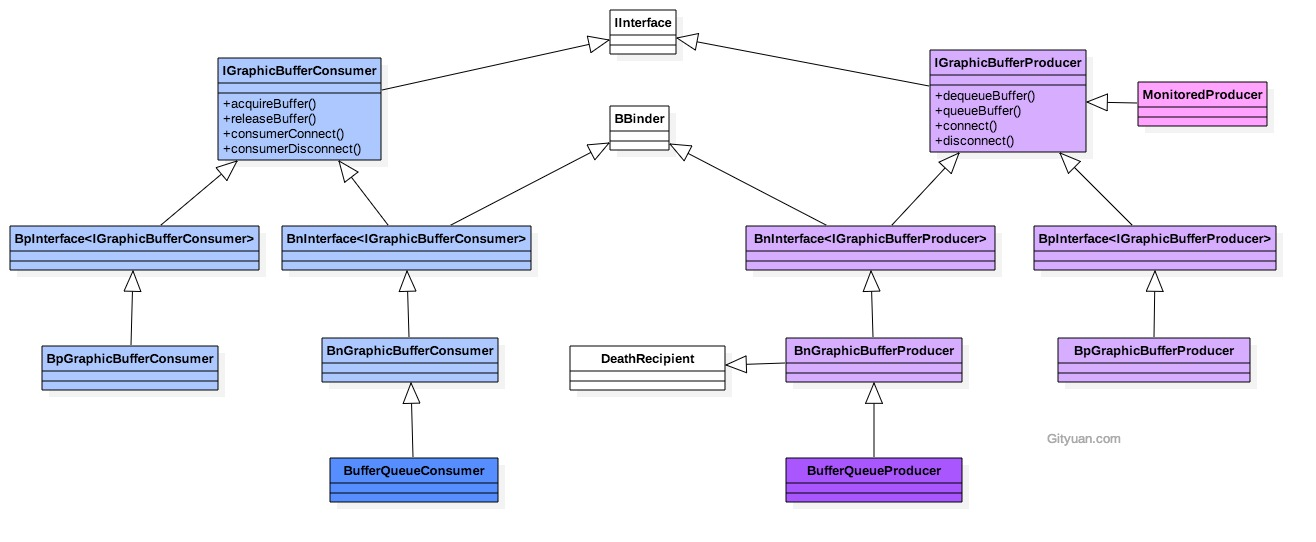 IInterface
IGraphicBufferConsumer
+acquireBuffer()
+releaseBuffer()
+consumerConnect()
+consumerDisconnect()
IGraphicBufferProducer
+dequeueBuffer()
+queueBuffer()
+connect()
+disconnect()
MonitoredProducer
BBinder
BpInterface<IGraphicBufferConsumer>
BnInterface<IGraphicBufferConsumer>
BnInterface<IGraphicBufferProducer>
BpInterface<IGraphicBufferProducer>
BpGraphicBufferConsumer
BnGraphicBufferConsumer
DeathRecipient
BnGraphicBufferProducer
BpGraphicBufferProducer
Gityuan.com
BufferQueueConsumer
BufferQueueProducer